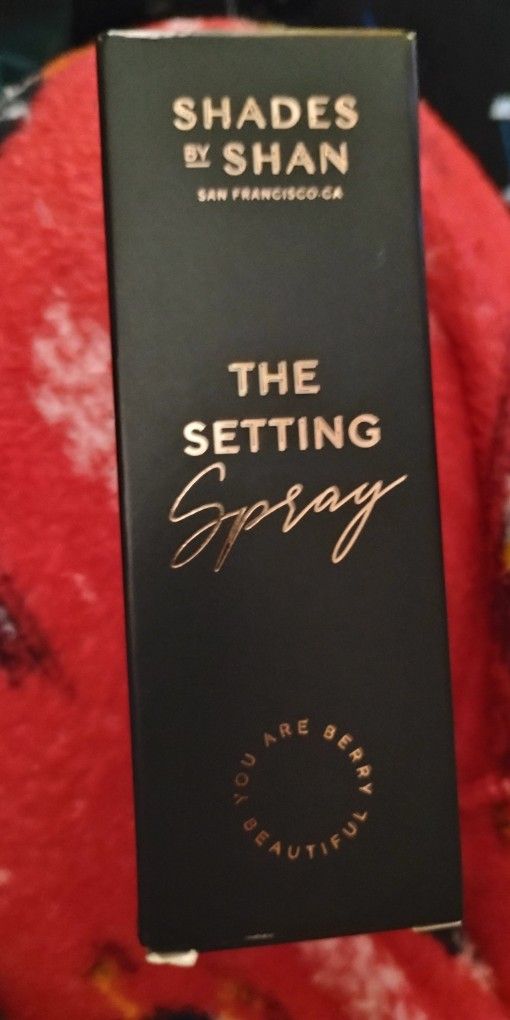 SHADES
BY SHAN
SAN FRANCISCO.CA
THE
SETTING
Spray
YOU ARE BERRY
BEAUTIFUL